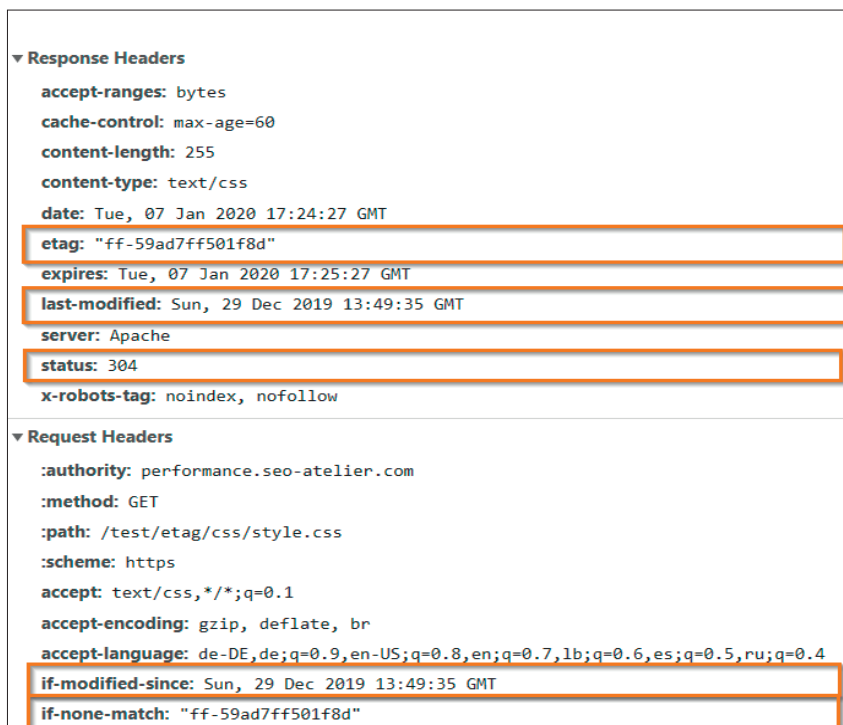 Response Headers
accept-ranges: bytes
cache-control: max-age=60
content-length: 255
content-type: text/css
date: Tue, 07 Jan 2020 17:24:27 GMT
etag: "ff-59ad7ff501f8d"
expires: Tue, 07 Jan 2020 17:25:27 GMT
last-modified: Sun, 29 Dec 2019 13:49:35 GMT
server: Apache
status: 304
x-robots-tag: noindex, nofollow
Request Headers
:authority: performance.seo-atelier.com
:method: GET
:path: /test/etag/css/style.css
:scheme: https
accept: text/css,*/*;q=0.1
accept-encoding: gzip, deflate, br
accept-language: de-DE,de;q=0.9,en-US;q=0.8,en;q=0.7,lb;q=0.6,es;q=0.5,ru;q=0.4
if-modified-since: Sun, 29 Dec 2019 13:49:35 GMT
if-none-match: "ff-59ad7ff501f8d"